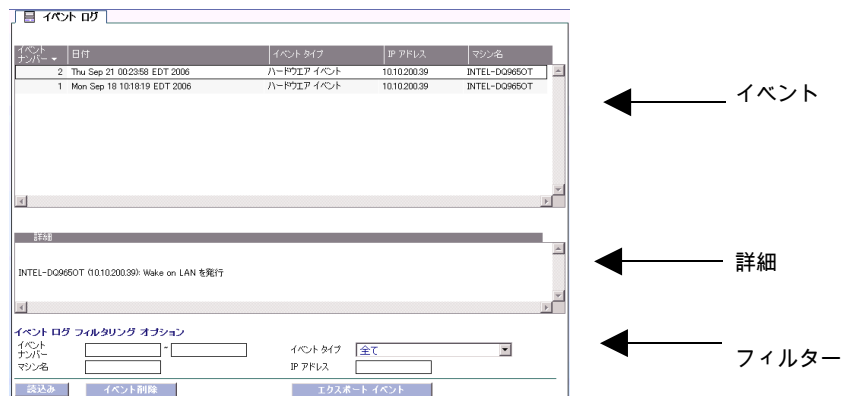 イベント ログ
イベント ナンバー 日付 イベント タイプ IP アドレス マシン名
2 Thu Sep 21 00:23:58 EDT 2006 ハードウエア イベント 10.10.200.39 INTEL-DQ965OT
1 Mon Sep 18 10:18:19 EDT 2006 ハードウエア イベント 10.10.200.39 INTEL-DQ965OT
イベント
詳細
INTEL-DQ965OT (10.10.200.39): Wake on LAN を発行
詳細
イベント ログ フィルタリング オプション
イベント ナンバー - イベント タイプ 全て
マシン名 IP アドレス
フィルター
読込み イベント削除 エクスポート イベント